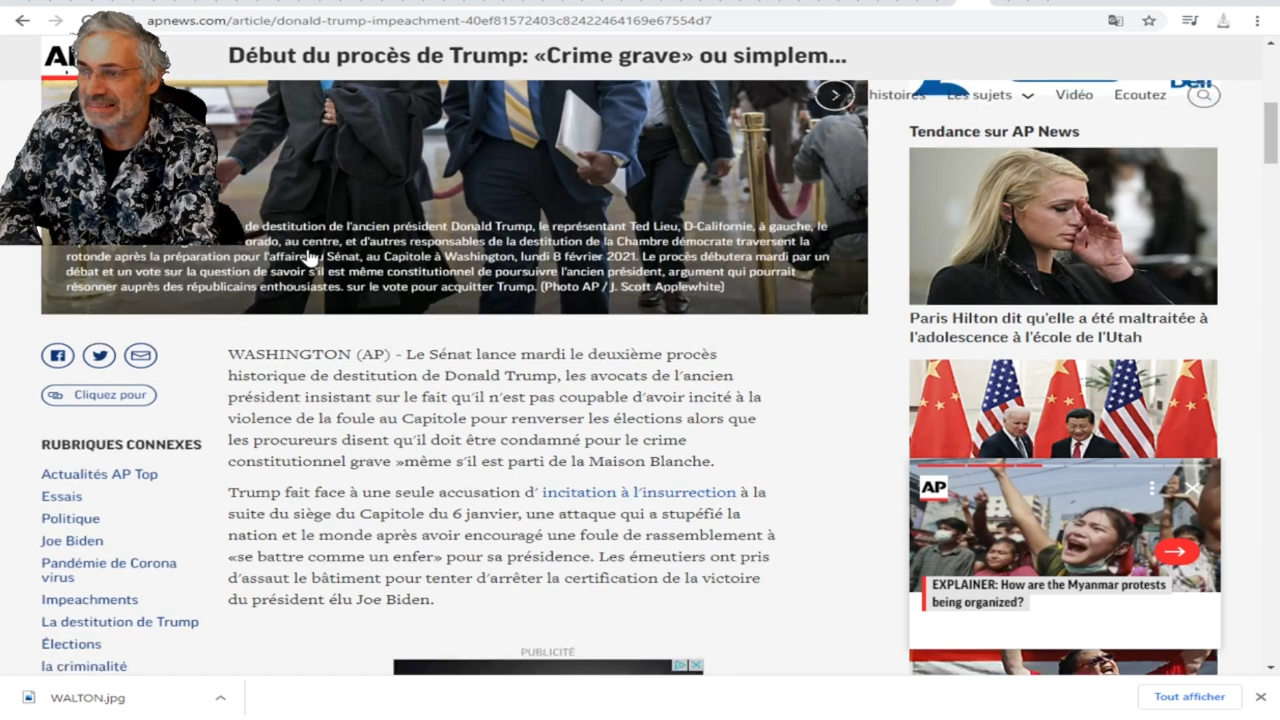 apnews.com/article/donald-trump-impeachment-40ef81572403c82422464169e67554d7
AP
Début du procès de Trump: «Crime grave» ou simplem...
histoires
Les sujets
Vidéo
Ecoutez
de destitution de l'ancien président Donald Trump, le représentant Ted Lieu, D-Californie, à gauche, le
orado, au centre, et d'autres responsables de la destitution de la Chambre démocrate traversent la
rotonde après la préparation pour l'affaire au Sénat, au Capitole à Washington, lundi 8 février 2021. Le procès débutera mardi par un
débat et un vote sur la question de savoir s'il est même constitutionnel de poursuivre l'ancien président, argument qui pourrait
résonner auprès des républicains enthousiastes. sur le vote pour acquitter Trump. (Photo AP / J. Scott Applewhite)
Cliquez pour
RUBRIQUES CONNEXES
Actualités AP Top
Essais
Politique
Joe Biden
Pandémie de Corona
virus
Impeachments
La destitution de Trump
Élections
la criminalité
WASHINGTON (AP) - Le Sénat lance mardi le deuxième procès
historique de destitution de Donald Trump, les avocats de l'ancien
président insistant sur le fait qu'il n'est pas coupable d'avoir incité à la
violence de la foule au Capitole pour renverser les élections alors que
les procureurs disent qu'il doit être condamné pour le crime
constitutionnel grave »même s'il est parti de la Maison Blanche.
Trump fait face à une seule accusation d' incitation à l'insurrection à la
suite du siège du Capitole du 6 janvier, une attaque qui a stupéfié la
nation et le monde après avoir encouragé une foule de rassemblement à
«se battre comme un enfer» pour sa présidence. Les émeutiers ont pris
d'assaut le bâtiment pour tenter d'arrêter la certification de la victoire
du président élu Joe Biden.
PUBLICITÉ
Tendance sur AP News
Paris Hilton dit qu'elle a été maltraitée à
l'adolescence à l'école de l'Utah
AP
EXPLAINER: How are the Myanmar protests
being organized?
WALTON.jpg
Tout afficher